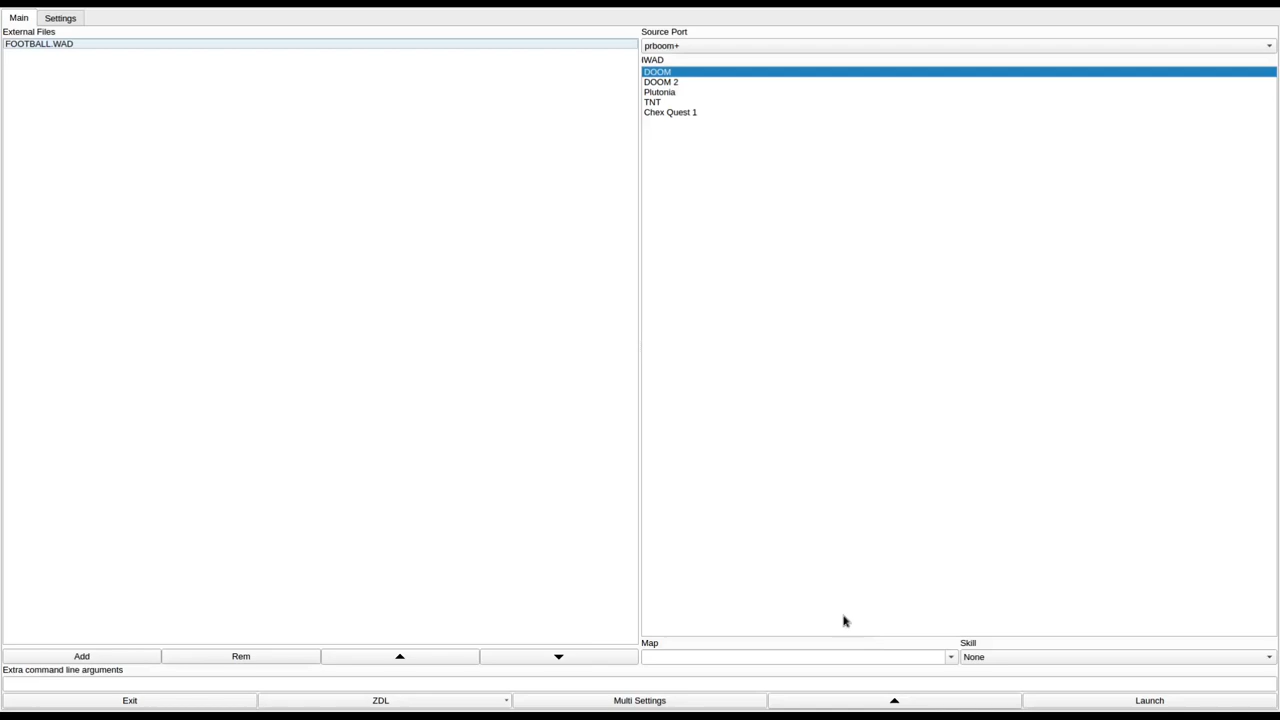 Main Settings
External Files
FOOTBALL.WAD
Source Port
prboom+
IWAD
DOOM
DOOM 2
Plutonia
TNT
Chex Quest 1
Map Skill
None
Add Rem
Extra command line arguments
Exit ZDL Multi Settings Launch